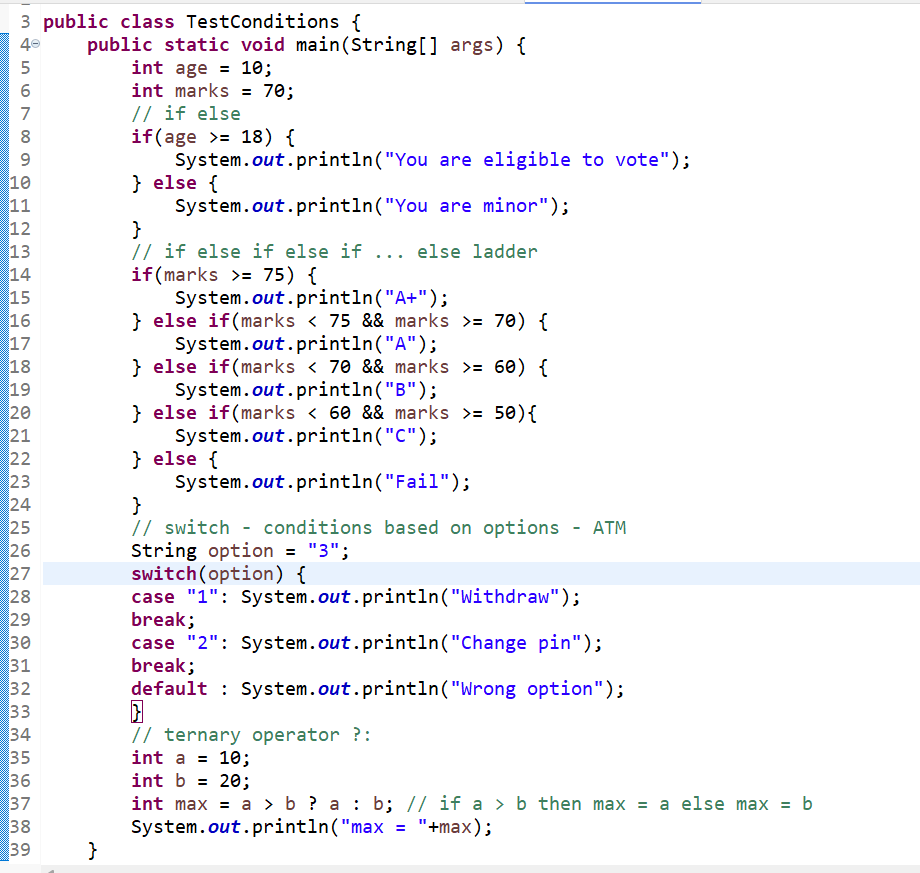 3 public class TestConditions {
4 public static void main(String[] args) {
5 int age = 10;
6 int marks = 70;
7 // if else
8 if(age >= 18) {
9 System.out.println("You are eligible to vote");
10 } else {
11 System.out.println("You are minor");
12 }
13 // if else if else if ... else ladder
14 if(marks >= 75) {
15 System.out.println("A+");
16 } else if(marks < 75 && marks >= 70) {
17 System.out.println("A");
18 } else if(marks < 70 && marks >= 60) {
19 System.out.println("B");
20 } else if(marks < 60 && marks >= 50){
21 System.out.println("C");
22 } else {
23 System.out.println("Fail");
24 }
25 // switch - conditions based on options - ATM
26 String option = "3";
27 switch(option) {
28 case "1": System.out.println("Withdraw");
29 break;
30 case "2": System.out.println("Change pin");
31 break;
32 default : System.out.println("Wrong option");
33 }
34 // ternary operator ?:
35 int a = 10;
36 int b = 20;
37 int max = a > b ? a : b; // if a > b then max = a else max = b
38 System.out.println("max = "+max);
39 }